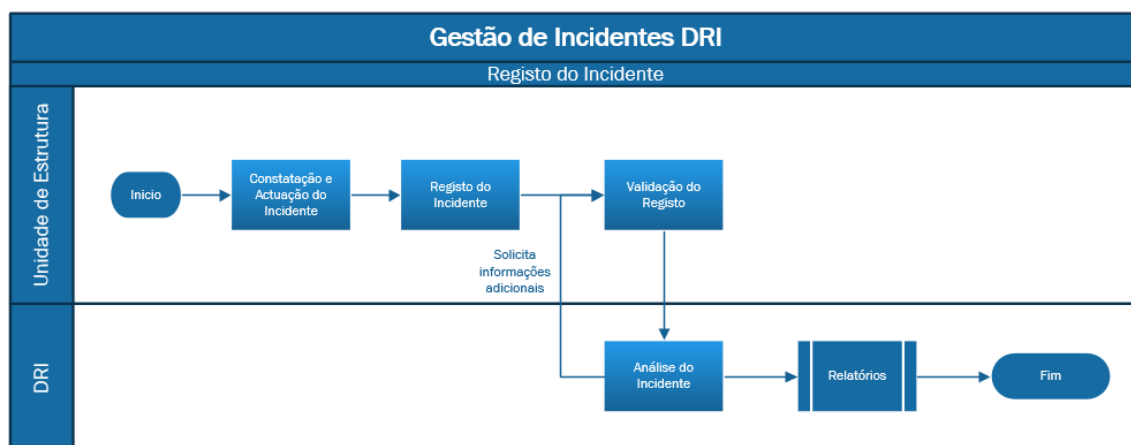 Gestão de Incidentes DRI
Registo do Incidente
Unidade de Estrutura
Inicio
Constatação e
Actuação do
Incidente
Registo do
Incidente
Validação do
Registo
Solicita
informações
adicionais
DRI
Análise do
Incidente
Relatórios
Fim